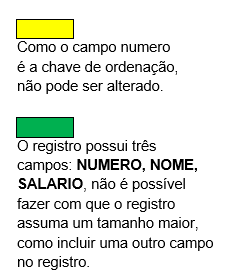 Como o campo numero
é a chave de ordenação,
não pode ser alterado.
O registro possui três
campos: NUMERO, NOME,
SALARIO, não é possível
fazer com que o registro
assuma um tamanho maior,
como incluir uma outro campo
no registro.